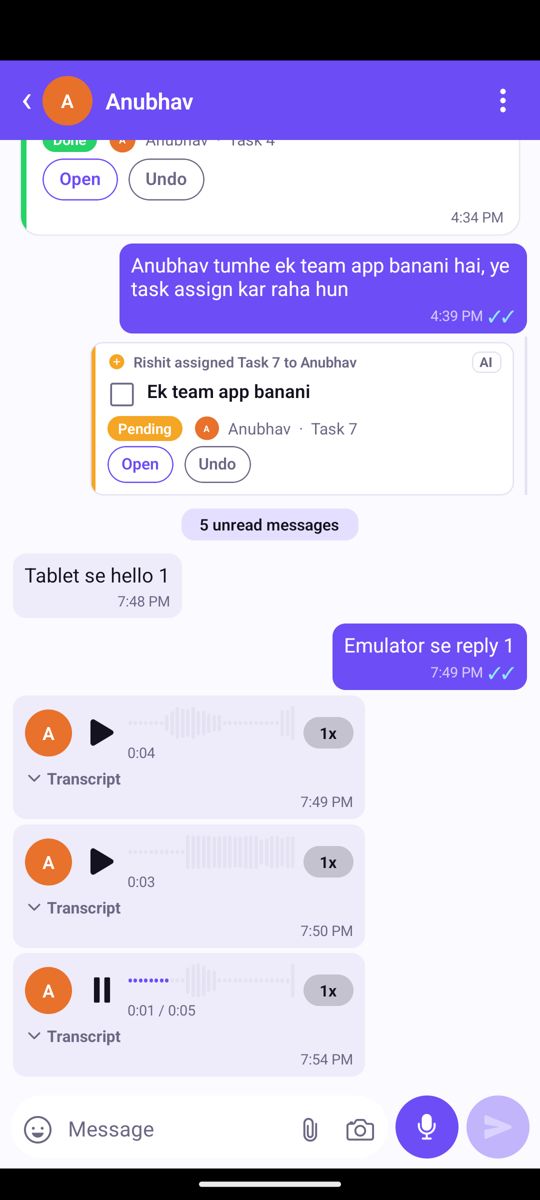 A
Anubhav
Done A Anubhav · Task 4
Open Undo
4:34 PM
Anubhav tumhe ek team app banani hai, ye
task assign kar raha hun
4:39 PM
Rishit assigned Task 7 to Anubhav AI
Ek team app banani
Pending A Anubhav · Task 7
Open Undo
5 unread messages
Tablet se hello 1
7:48 PM
Emulator se reply 1
7:49 PM
A 1x
0:04
Transcript
7:49 PM
A 1x
0:03
Transcript
7:50 PM
A 1x
0:01 / 0:05
Transcript
7:54 PM
Message